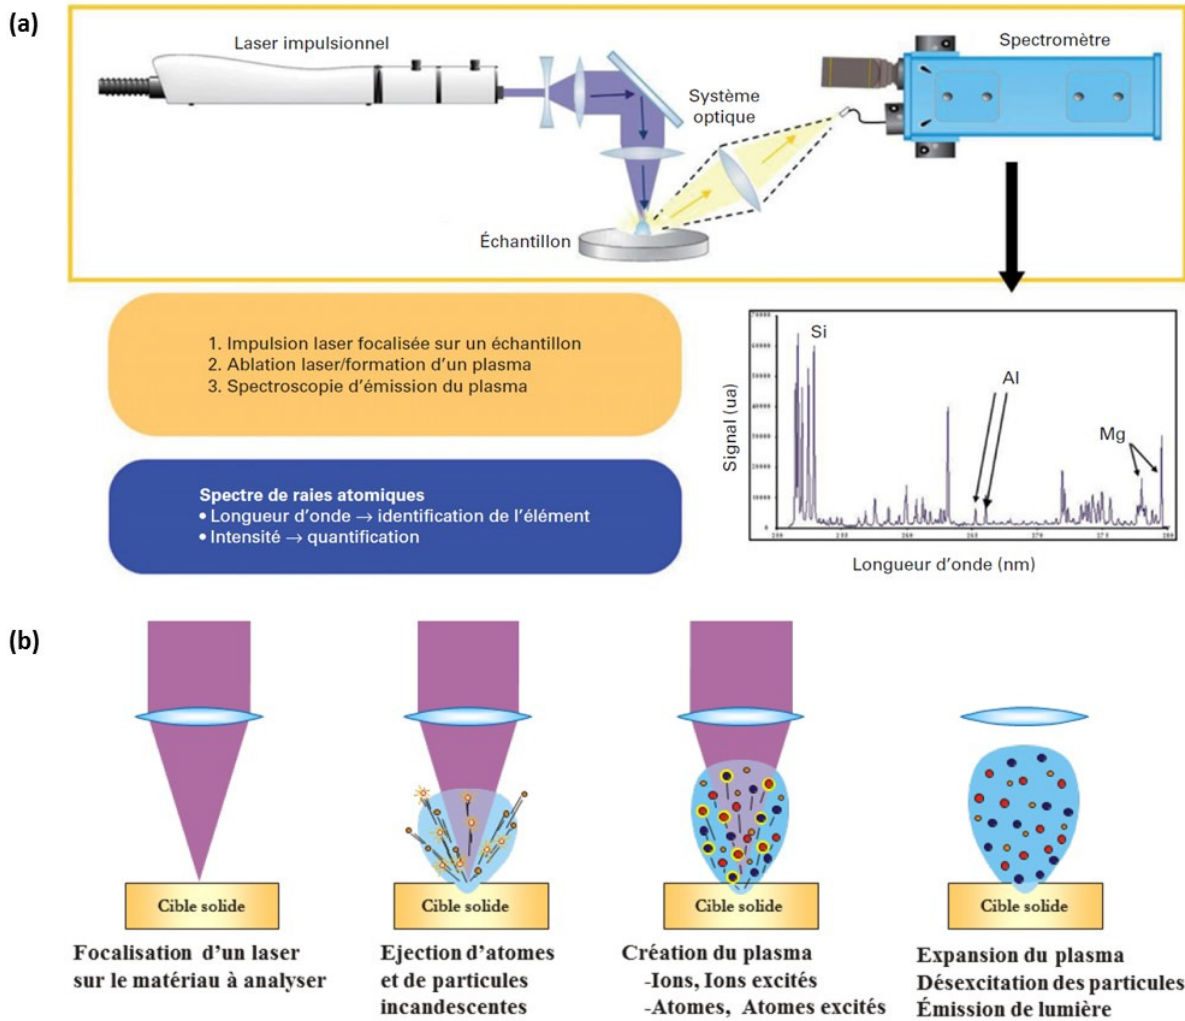 (a)
Laser impulsionnel
Spectromètre
Système
optique
Échantillon
1. Impulsion laser focalisée sur un échantillon
2. Ablation laser/formation d'un plasma
3. Spectroscopie d'émission du plasma
Spectre de raies atomiques
• Longueur d'onde → identification de l'élément
• Intensité → quantification
Signal (ua)
Si
Al
Mg
Longueur d'onde (nm)
(b)
Cible solide
Cible solide
Cible solide
Cible solide
Focalisation d'un laser
sur le matériau à analyser
Ejection d'atomes
et de particules
incandescentes
Création du plasma
-Ions, Ions excités
-Atomes, Atomes excités
Expansion du plasma
Désexcitation des particules
Émission de lumière